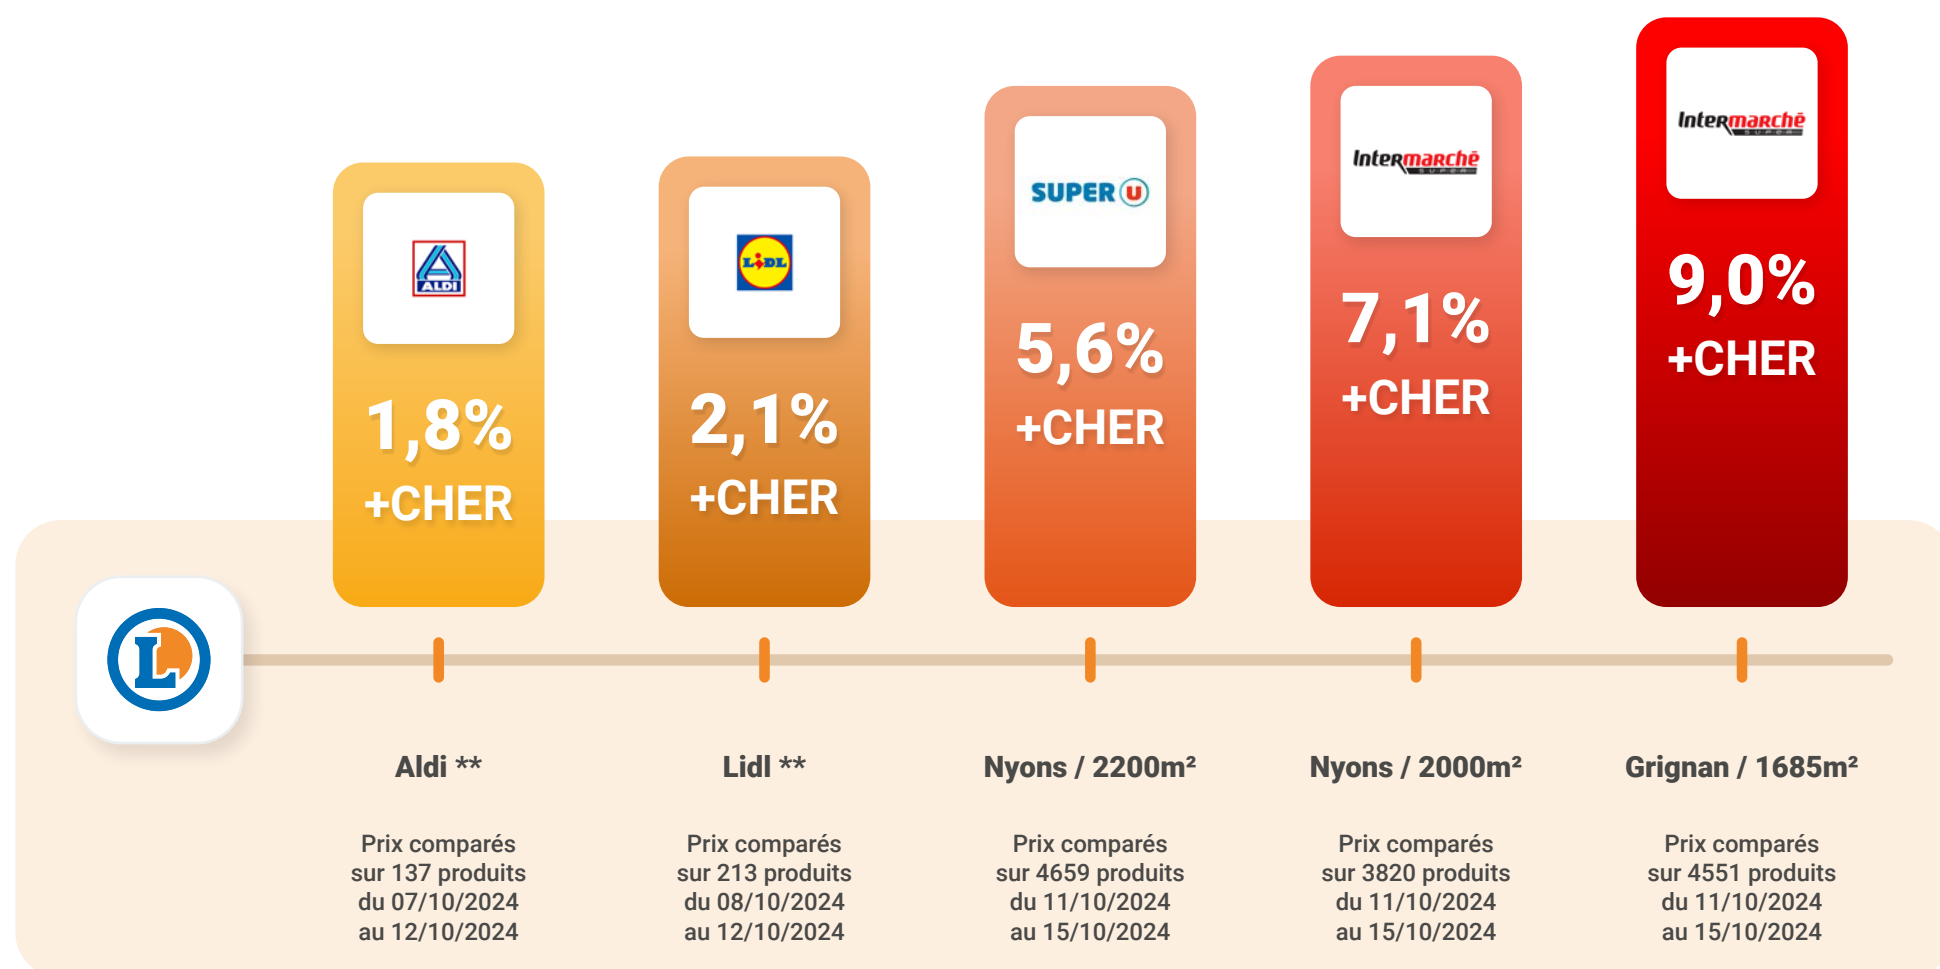 ALDI
1,8%
+CHER
LIDL
2,1%
+CHER
SUPER U
5,6%
+CHER
Intermarchē
SUPER
7,1%
+CHER
Intermarchē
SUPER
9,0%
+CHER
L
Aldi **
Prix comparés
sur 137 produits
du 07/10/2024
au 12/10/2024
Lidl **
Prix comparés
sur 213 produits
du 08/10/2024
au 12/10/2024
Nyons / 2200m²
Prix comparés
sur 4659 produits
du 11/10/2024
au 15/10/2024
Nyons / 2000m²
Prix comparés
sur 3820 produits
du 11/10/2024
au 15/10/2024
Grignan / 1685m²
Prix comparés
sur 4551 produits
du 11/10/2024
au 15/10/2024